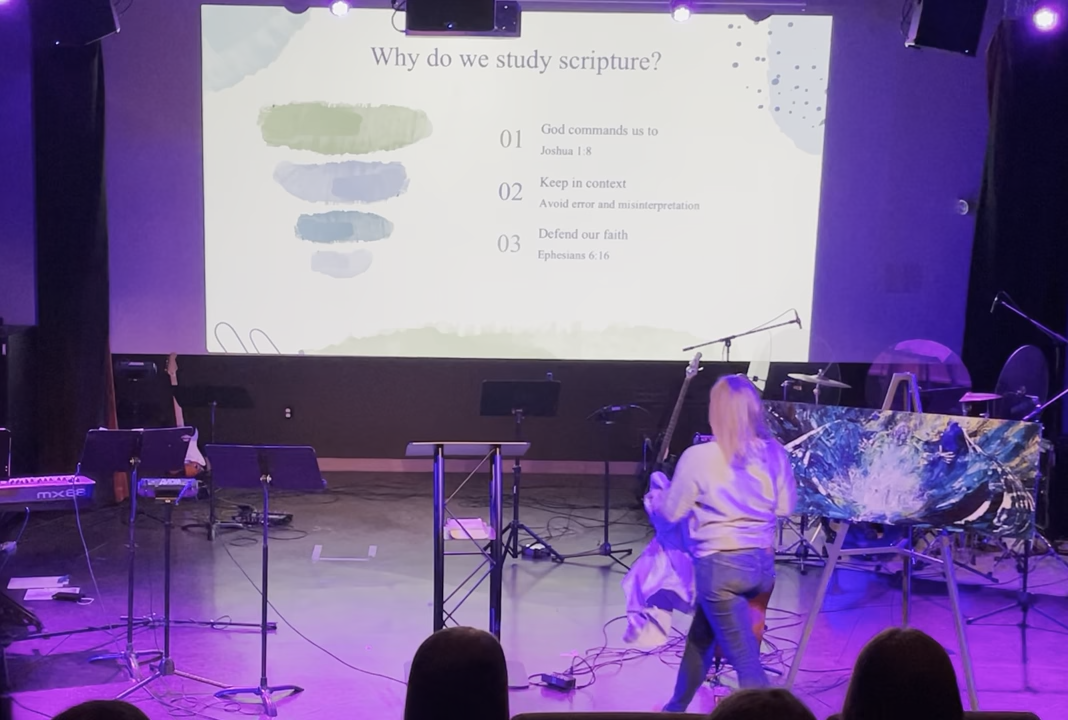 Why do we study scripture?
01 God commands us to
Joshua 1:8
02 Keep in context
Avoid error and misinterpretation
03 Defend our faith
Ephesians 6:16